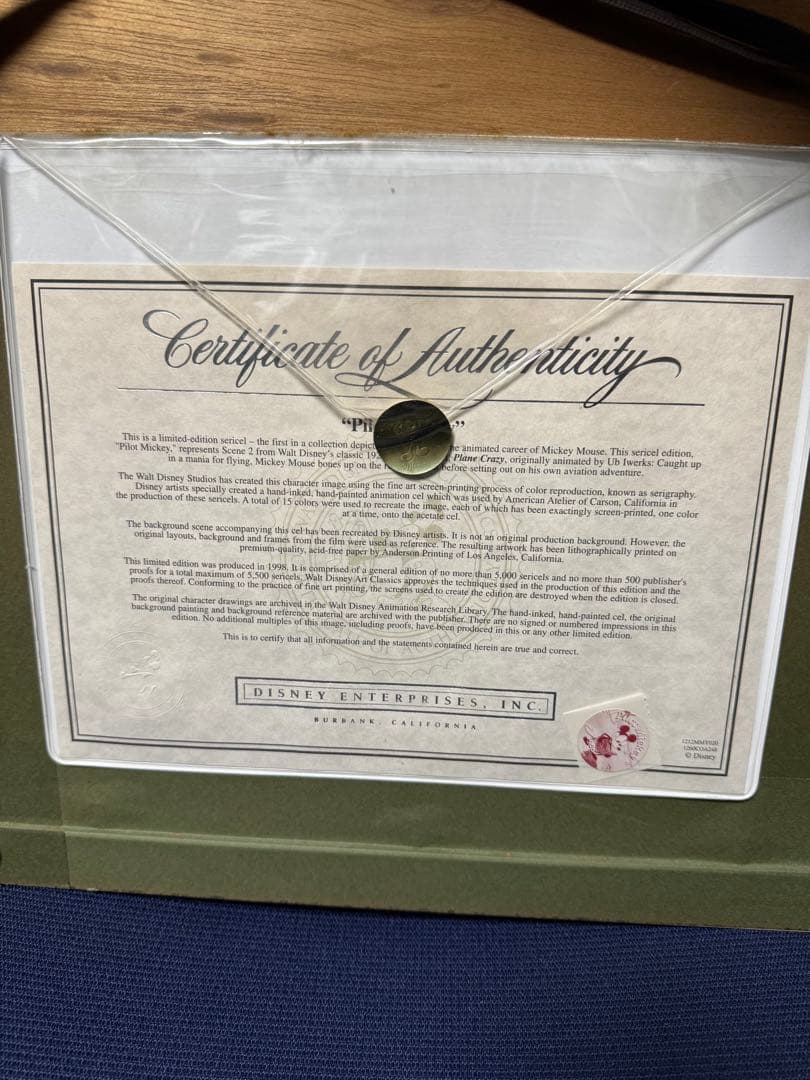 Certificate of Authenticity
“Pil ”
This is a limited-edition sericel – the first in a collection depict he animated career of Mickey Mouse. This sericel edition,
"Pilot Mickey," represents Scene 2 from Walt Disney's classic 19 Plane Crazy, originally animated by Ub Iwerks: Caught up
in a mania for flying, Mickey Mouse bones up on the before setting out on his own aviation adventure.
The Walt Disney Studios has created this character image using the fine art screen-printing process of color reproduction, known as serigraphy.
Disney artists specially created a hand-inked, hand-painted animation cel which was used by American Atelier of Carson, California in
the production of these sericels. A total of 15 colors were used to recreate the image, each of which has been exactingly screen-printed, one color
at a time, onto the acetate cel.
The background scene accompanying this cel has been recreated by Disney artists. It is not an original production background. However, the
original layouts, background and frames from the film were used as reference. The resulting artwork has been lithographically printed on
premium-quality, acid-free paper by Anderson Printing of Los Angeles, California.
This limited edition was produced in 1998. It is comprised of a general edition of no more than 5,000 sericels and no more than 500 publisher's
proofs for a total maximum of 5,500 sericels. Walt Disney Art Classics approves the techniques used in the production of this edition and the
proofs thereof. Conforming to the practice of fine art printing, the screens used to create the edition are destroyed when the edition is closed.
The original character drawings are archived in the Walt Disney Animation Research Library. The hand-inked, hand-painted cel, the original
background painting and background reference material are archived with the publisher. There are no signed or numbered impressions in this
edition. No additional multiples of this image, including proofs, have been produced in this or any other limited edition.
This is to certify that all information and the statements contained herein are true and correct.
DISNEY ENTERPRISES, INC.
BURBANK, CALIFORNIA
© Disney